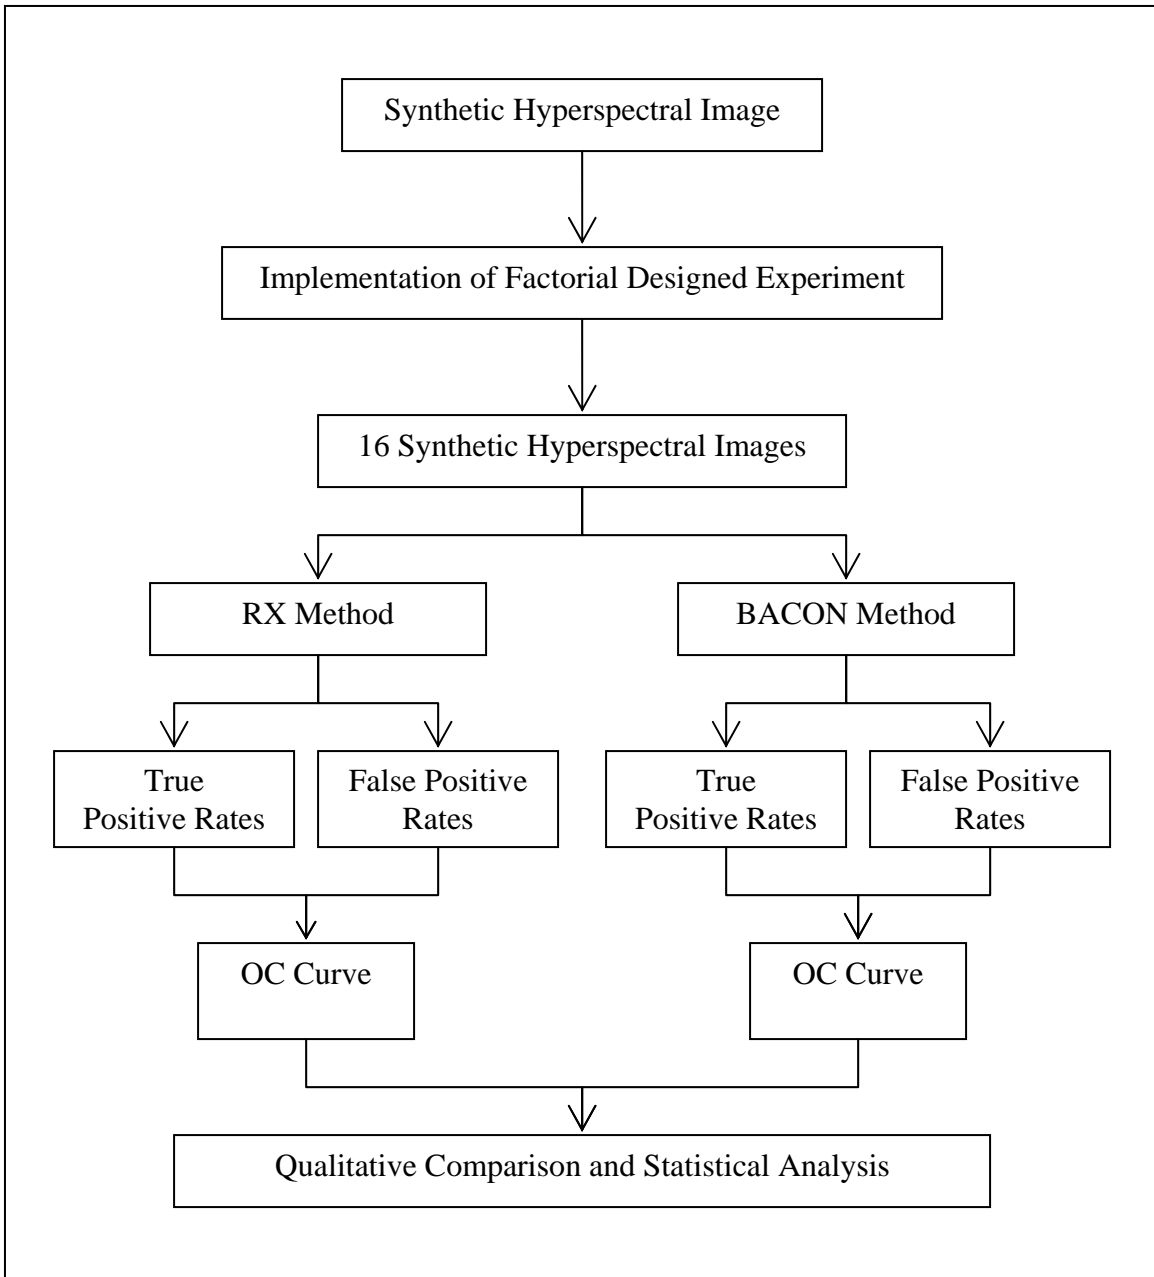 Synthetic Hyperspectral Image
Implementation of Factorial Designed Experiment
16 Synthetic Hyperspectral Images
RX Method
BACON Method
True
Positive Rates
False Positive
Rates
True
Positive Rates
False Positive
Rates
OC Curve
OC Curve
Qualitative Comparison and Statistical Analysis